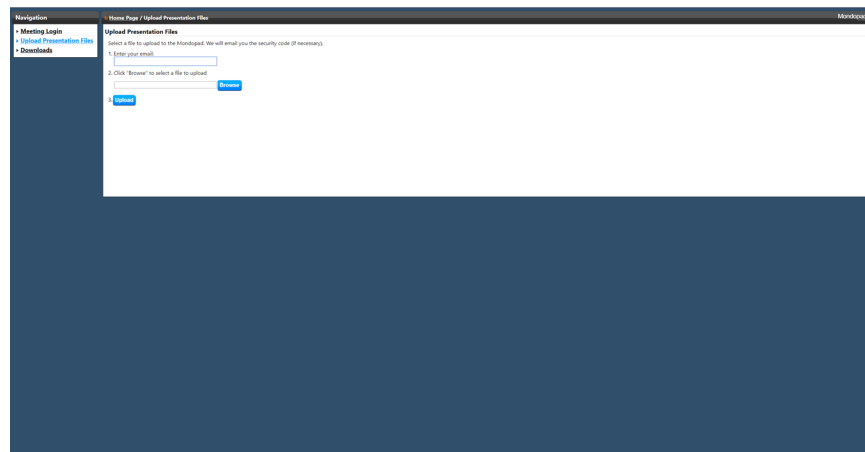 Navigation
Meeting Login
Upload Presentation Files
Downloads
Home Page / Upload Presentation Files
Mondopad
Upload Presentation Files
Select a file to upload to the Mondopad. We will email you the security code (if necessary).
1. Enter your email:
2. Click "Browse" to select a file to upload
Browse
3. Upload